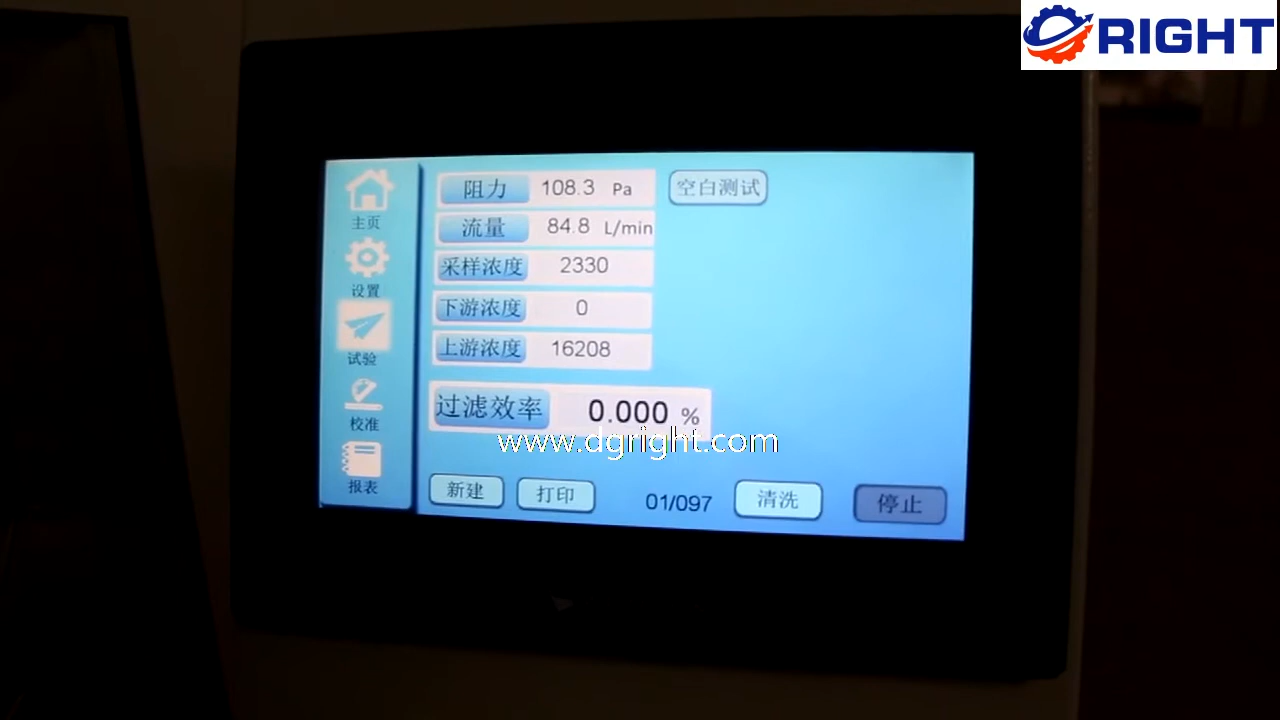 RIGHT
主页
设置
试验
校准
报表
阻力 108.3 Pa
空白测试
流量 84.8 L/min
采样浓度 2330
下游浓度 0
上游浓度 16208
过滤效率 0.000 %
www.dgright.com
新建 打印 01/097 清洗 停止